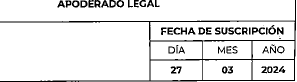 APODERADO LEGAL
FECHA DE SUSCRIPCIÓN
DÍA MES AÑO
27 03 2024